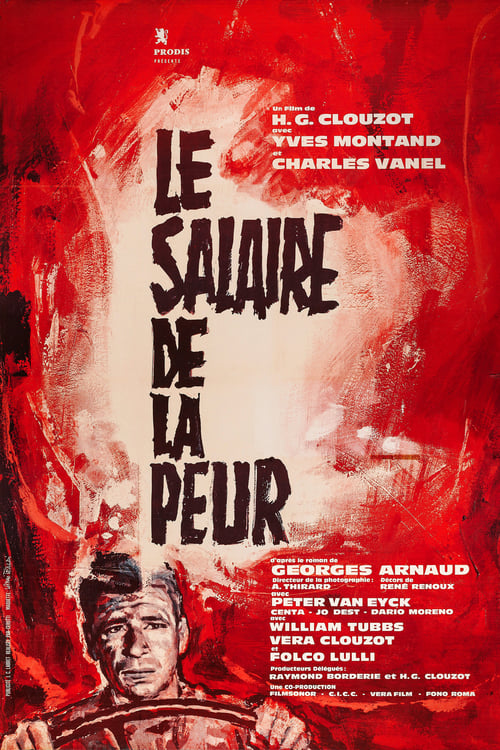 PRODIS
PRÉSENTE
Un Film de
H. G. CLOUZOT
avec
YVES MONTAND
et
CHARLES VANEL
LE
SALAIRE
DE
LA
PEUR
d'après le roman de
GEORGES ARNAUD
Directeur de la photographie : Décors de
A. THIRARD RENÉ RENOUX
avec
PETER VAN EYCK
CENTA - JO DEST - DARIO MORENO
avec
WILLIAM TUBBS
VERA CLOUZOT
et
FOLCO LULLI
Producteurs Délégués :
RAYMOND BORDERIE et H. G. CLOUZOT
Une CO-PRODUCTION
FILMSONOR - C.I.C.C. - VERA FILM - FONO ROMA